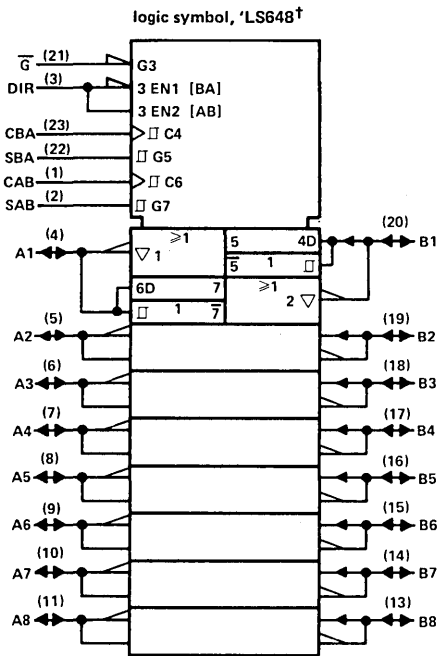 logic symbol, 'LS648†
G̅ (21) G3
DIR (3) 3 EN1 [BA]
3 EN2 [AB]
CBA (23) C4
SBA (22) G5
CAB (1) C6
SAB (2) G7
A1 (4) ≥1 ▽ 1 5 4D (20) B1
5̅ 1
6D 7 ≥1 2 ▽
1 7̅
A2 (5) (19) B2
A3 (6) (18) B3
A4 (7) (17) B4
A5 (8) (16) B5
A6 (9) (15) B6
A7 (10) (14) B7
A8 (11) (13) B8